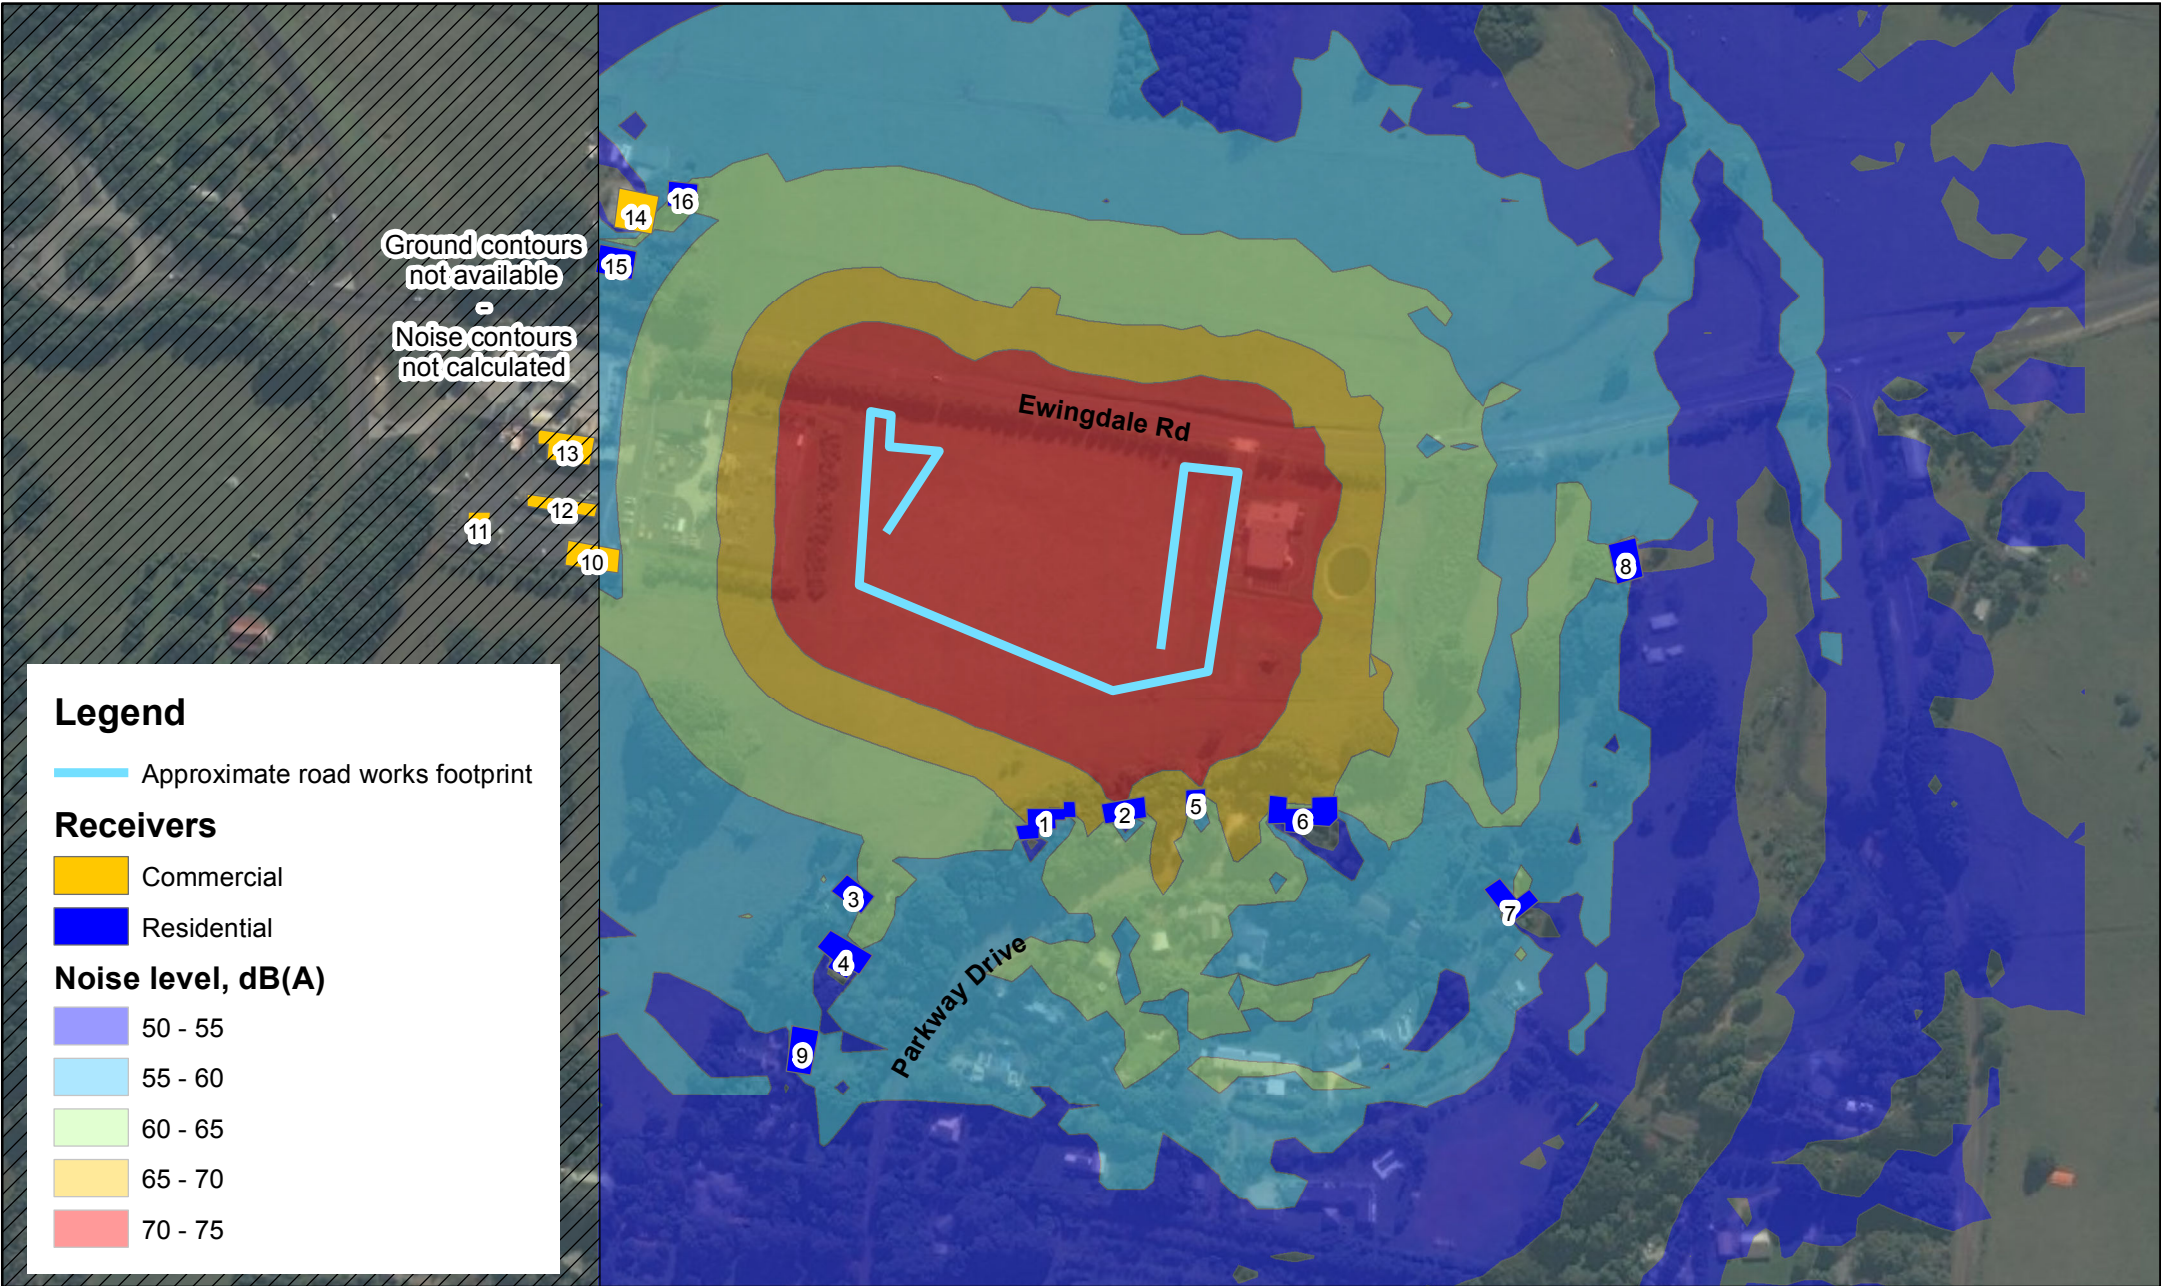 16
14
15
Ground contours
not available
-
Noise contours
not calculated
Ewingdale Rd
13
12
11
10
8
1
2
5
6
3
4
7
9
Parkway Drive
Legend
Approximate road works footprint
Receivers
Commercial
Residential
Noise level, dB(A)
50 - 55
55 - 60
60 - 65
65 - 70
70 - 75